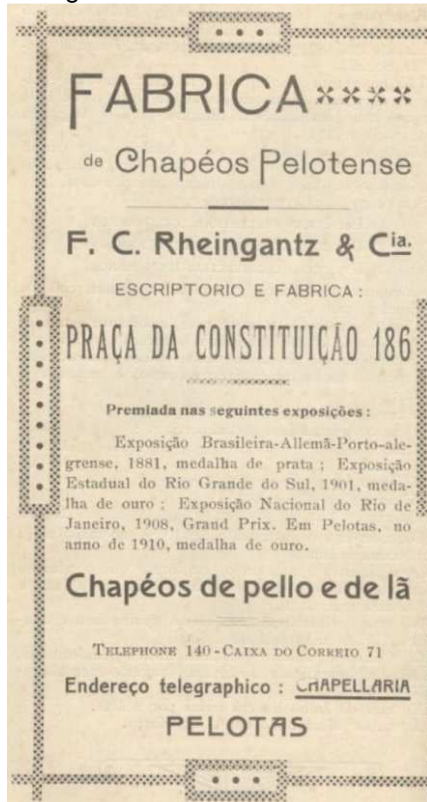 FABRICA
de Chapéos Pelotense
F. C. Rheingantz & Cia.
ESCRIPTORIO E FABRICA :
PRAÇA DA CONSTITUIÇÃO 186
Premiada nas seguintes exposições :
Exposição Brasileira-Allemã-Porto-ale-
grense, 1881, medalha de prata ; Exposição
Estadual do Rio Grande do Sul, 1901, meda-
lha de ouro ; Exposição Nacional do Rio de
Janeiro, 1908, Grand Prix. Em Pelotas, no
anno de 1910, medalha de ouro.
Chapéos de pello e de lã
TELEPHONE 140 - CAIXA DO CORREIO 71
Endereço telegraphico : CHAPELLARIA
PELOTAS